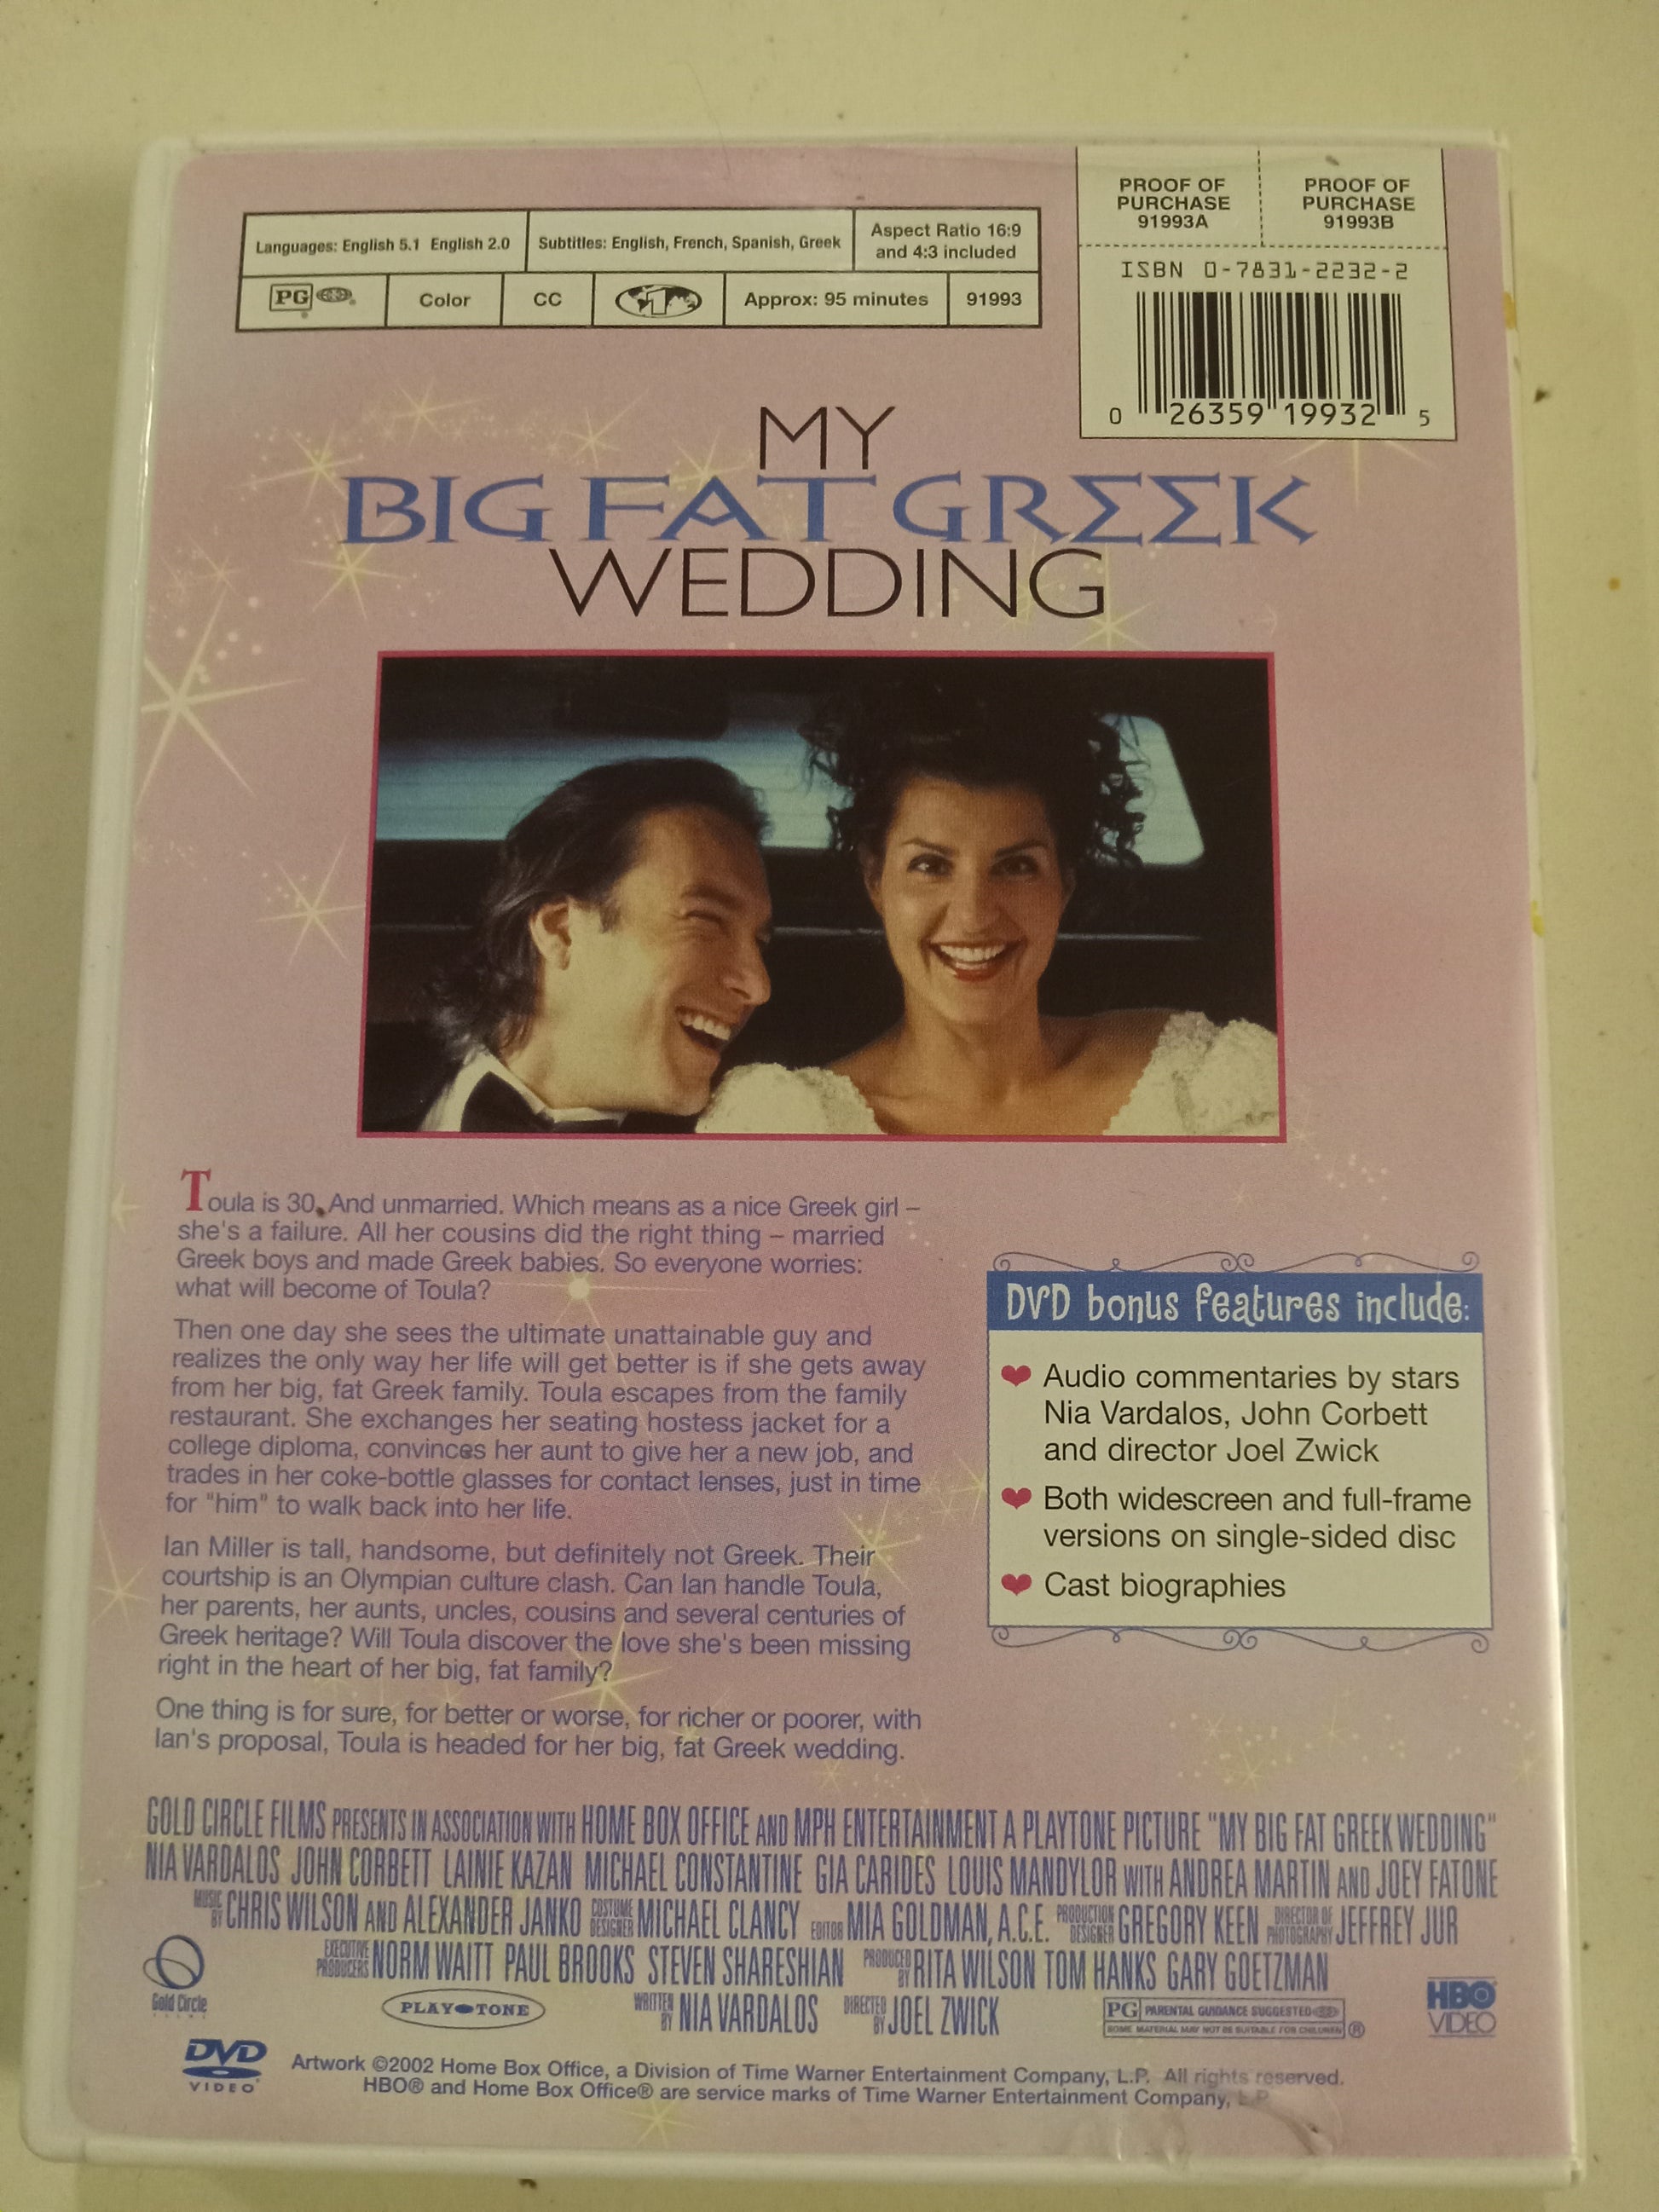 PROOF OF PURCHASE 91993A
PROOF OF PURCHASE 91993B
Languages: English 5.1 English 2.0
Subtitles: English, French, Spanish, Greek
Aspect Ratio 16:9
and 4:3 included
PG
Color
CC
1
Approx: 95 minutes
91993
ISBN 0-7831-2232-2
0 26359 19932 5
MY
BIG FAT GRΣΣK
WEDDING
Toula is 30. And unmarried. Which means as a nice Greek girl –
she's a failure. All her cousins did the right thing – married
Greek boys and made Greek babies. So everyone worries:
what will become of Toula?
Then one day she sees the ultimate unattainable guy and
realizes the only way her life will get better is if she gets away
from her big, fat Greek family. Toula escapes from the family
restaurant. She exchanges her seating hostess jacket for a
college diploma, convinces her aunt to give her a new job, and
trades in her coke-bottle glasses for contact lenses, just in time
for "him" to walk back into her life.
Ian Miller is tall, handsome, but definitely not Greek. Their
courtship is an Olympian culture clash. Can Ian handle Toula,
her parents, her aunts, uncles, cousins and several centuries of
Greek heritage? Will Toula discover the love she's been missing
right in the heart of her big, fat family?
One thing is for sure, for better or worse, for richer or poorer, with
Ian's proposal, Toula is headed for her big, fat Greek wedding.
DVD bonus features include:
Audio commentaries by stars
Nia Vardalos, John Corbett
and director Joel Zwick
Both widescreen and full-frame
versions on single-sided disc
Cast biographies
GOLD CIRCLE FILMS PRESENTS IN ASSOCIATION WITH HOME BOX OFFICE AND MPH ENTERTAINMENT A PLAYTONE PICTURE "MY BIG FAT GREEK WEDDING"
NIA VARDALOS JOHN CORBETT LAINIE KAZAN MICHAEL CONSTANTINE GIA CARIDES LOUIS MANDYLOR WITH ANDREA MARTIN AND JOEY FATONE
MUSIC BY CHRIS WILSON AND ALEXANDER JANKO COSTUME DESIGNER MICHAEL CLANCY EDITOR MIA GOLDMAN, A.C.E. PRODUCTION DESIGNER GREGORY KEEN DIRECTOR OF PHOTOGRAPHY JEFFREY JUR
EXECUTIVE PRODUCERS NORM WAITT PAUL BROOKS STEVEN SHARESHIAN PRODUCED BY RITA WILSON TOM HANKS GARY GOETZMAN
Gold Circle
PLAYTONE
WRITTEN BY NIA VARDALOS DIRECTED BY JOEL ZWICK
PG PARENTAL GUIDANCE SUGGESTED
SOME MATERIAL MAY NOT BE SUITABLE FOR CHILDREN ®
HBO
VIDEO
DVD
VIDEO
Artwork ©2002 Home Box Office, a Division of Time Warner Entertainment Company, L.P. All rights reserved.
HBO® and Home Box Office® are service marks of Time Warner Entertainment Company, L.P.